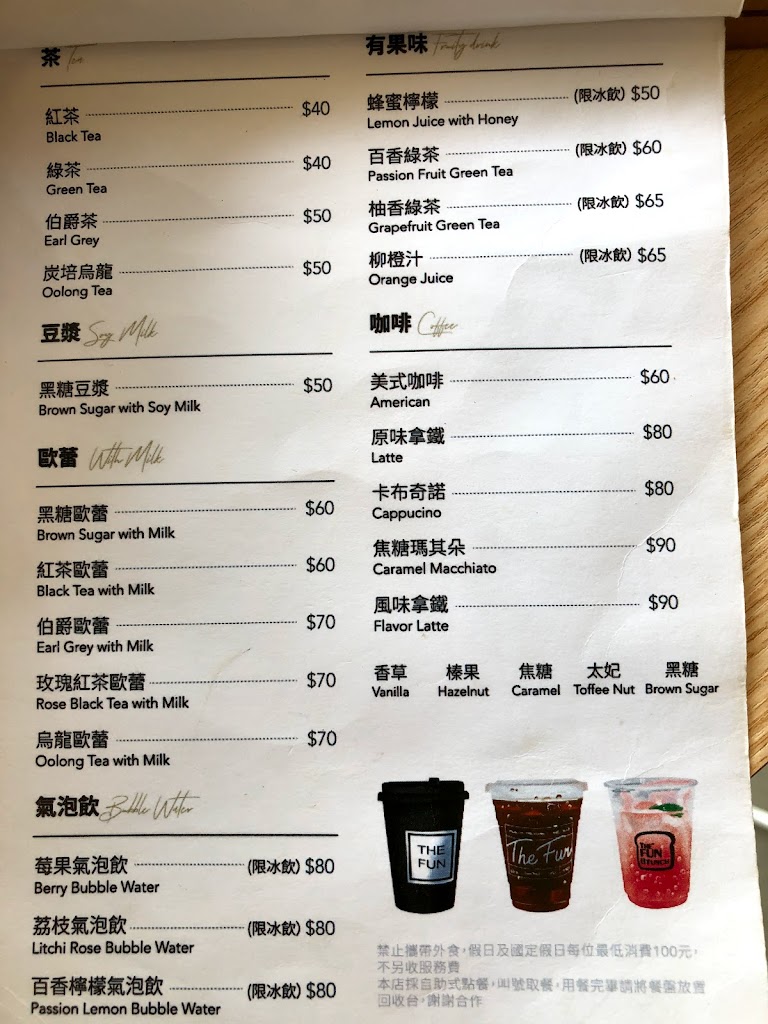 茶 Tea
紅茶 $40
Black Tea
綠茶 $40
Green Tea
伯爵茶 $50
Earl Grey
炭培烏龍 $50
Oolong Tea
豆漿 Soy Milk
黑糖豆漿 $50
Brown Sugar with Soy Milk
歐蕾 With Milk
黑糖歐蕾 $60
Brown Sugar with Milk
紅茶歐蕾 $60
Black Tea with Milk
伯爵歐蕾 $70
Earl Grey with Milk
玫瑰紅茶歐蕾 $70
Rose Black Tea with Milk
烏龍歐蕾 $70
Oolong Tea with Milk
氣泡飲 Bubble Water
莓果氣泡飲 (限冰飲) $80
Berry Bubble Water
荔枝氣泡飲 (限冰飲) $80
Litchi Rose Bubble Water
百香檸檬氣泡飲 (限冰飲) $80
Passion Lemon Bubble Water
有果味 Fruity drink
蜂蜜檸檬 (限冰飲) $50
Lemon Juice with Honey
百香綠茶 (限冰飲) $60
Passion Fruit Green Tea
柚香綠茶 (限冰飲) $65
Grapefruit Green Tea
柳橙汁 (限冰飲) $65
Orange Juice
咖啡 Coffee
美式咖啡 $60
American
原味拿鐵 $80
Latte
卡布奇諾 $80
Cappucino
焦糖瑪其朵 $90
Caramel Macchiato
風味拿鐵 $90
Flavor Latte
香草 榛果 焦糖 太妃 黑糖
Vanilla Hazelnut Caramel Toffee Nut Brown Sugar
THE
FUN
The Fun
THE
FUN
BRUNCH
禁止攜帶外食，假日及國定假日每位最低消費100元，
不另收服務費
本店採自助式點餐，叫號取餐，用餐完畢請將餐盤放置
回收台，謝謝合作